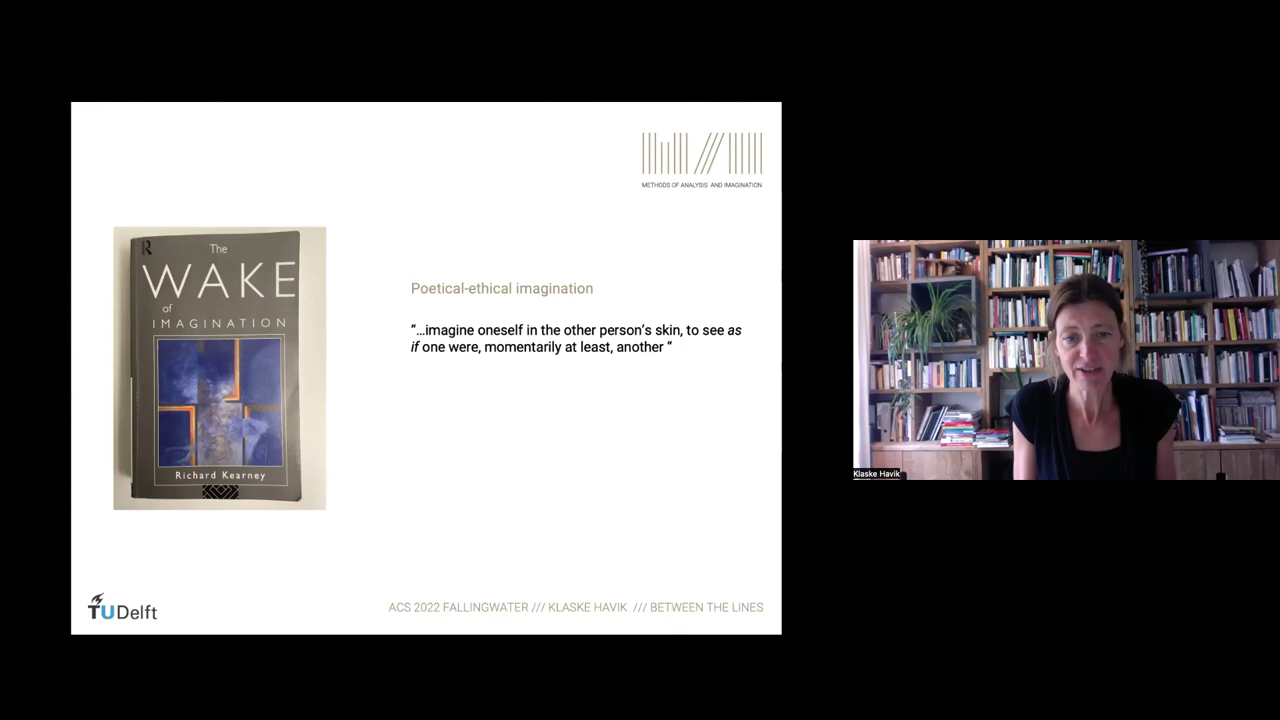 METHODS OF ANALYSIS AND IMAGINATION
R
The
WAKE
of
IMAGINATION
Richard Kearney
Poetical-ethical imagination
“...imagine oneself in the other person’s skin, to see as
if one were, momentarily at least, another “
TUDelft
ACS 2022 FALLINGWATER /// KLASKE HAVIK /// BETWEEN THE LINES
Klaske Havik